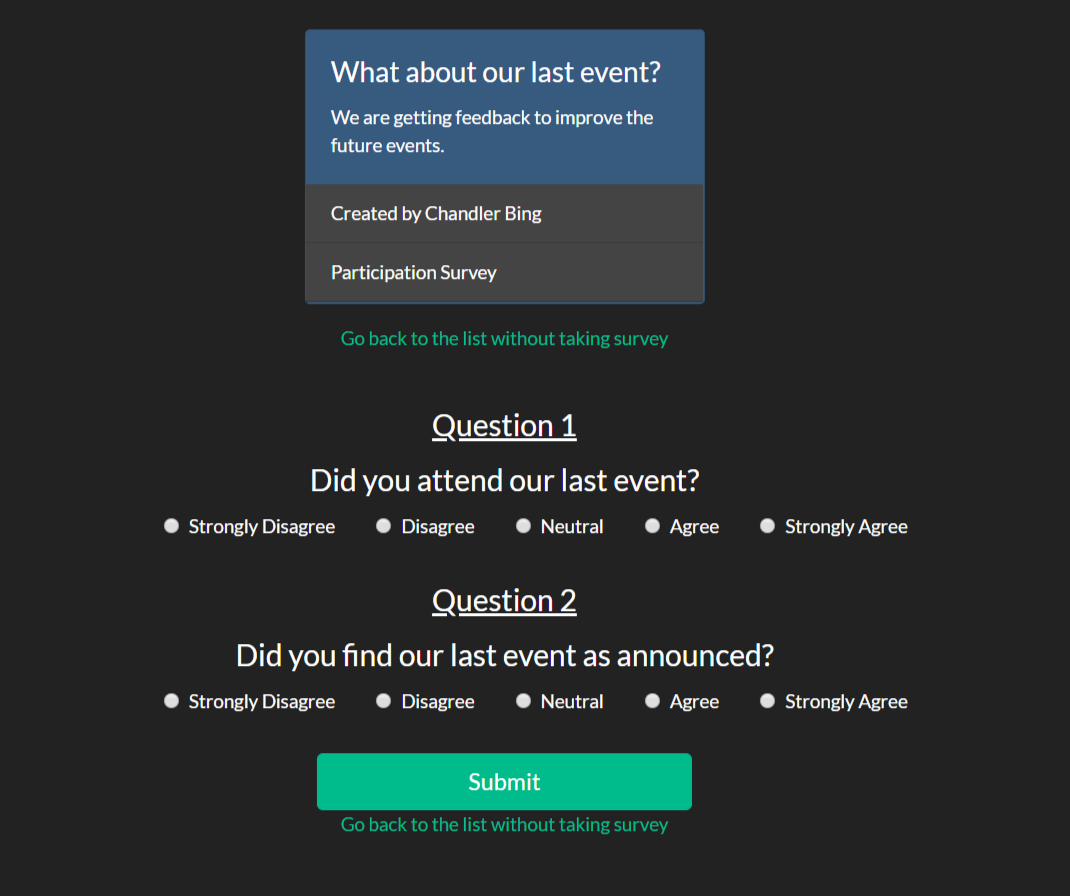 What about our last event?
We are getting feedback to improve the
future events.
Created by Chandler Bing
Participation Survey
Go back to the list without taking survey
Question 1
Did you attend our last event?
Strongly Disagree Disagree Neutral Agree Strongly Agree
Question 2
Did you find our last event as announced?
Strongly Disagree Disagree Neutral Agree Strongly Agree
Submit
Go back to the list without taking survey